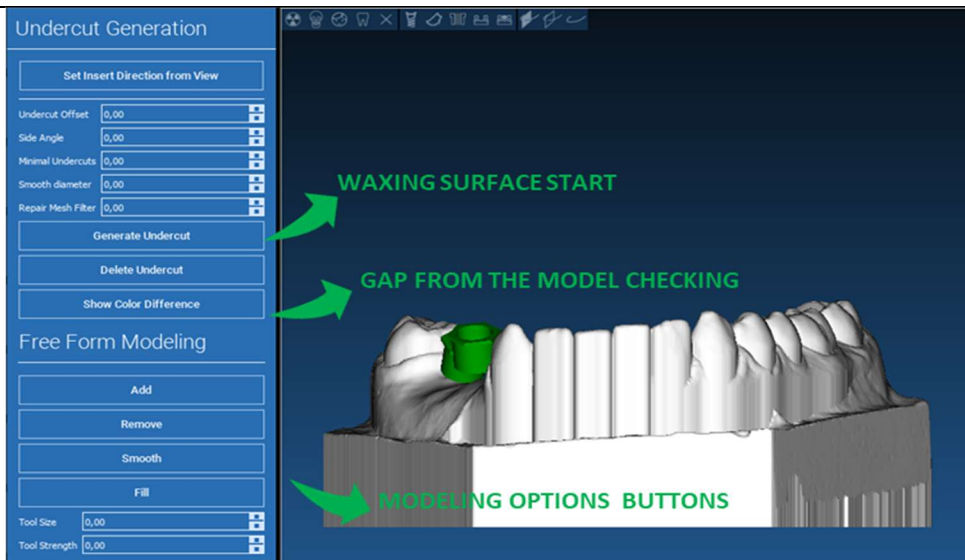 Undercut Generation
Set Insert Direction from View
Undercut Offset 0,00
Side Angle 0,00
Minimal Undercuts 0,00
Smooth diameter 0,00
Repair Mesh Filter 0,00
Generate Undercut
Delete Undercut
Show Color Difference
Free Form Modeling
Add
Remove
Smooth
Fill
Tool Size 0,00
Tool Strength 0,00
WAXING SURFACE START
GAP FROM THE MODEL CHECKING
MODELING OPTIONS BUTTONS